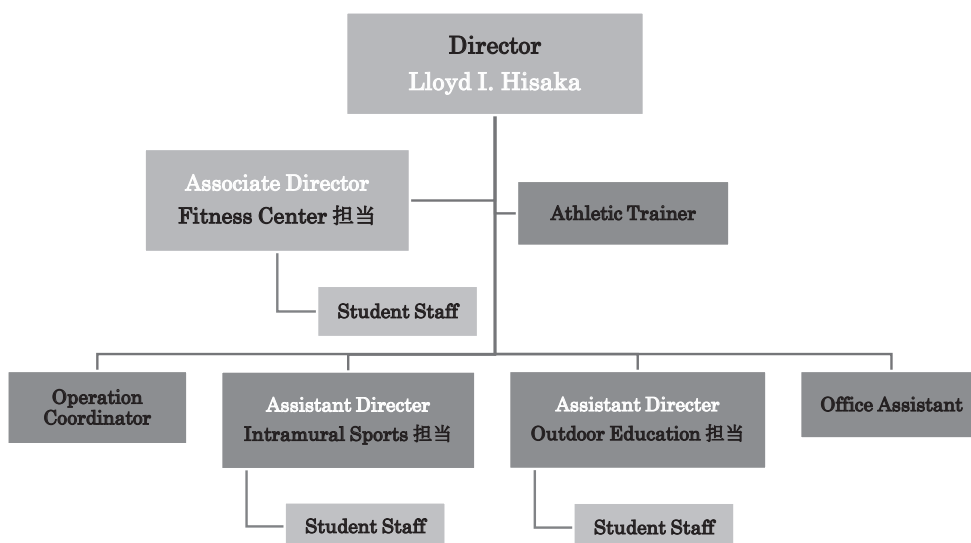 Director
Lloyd I. Hisaka
Associate Director
Fitness Center 担当
Athletic Trainer
Student Staff
Operation
Coordinator
Assistant Directer
Intramural Sports 担当
Assistant Directer
Outdoor Education 担当
Office Assistant
Student Staff
Student Staff